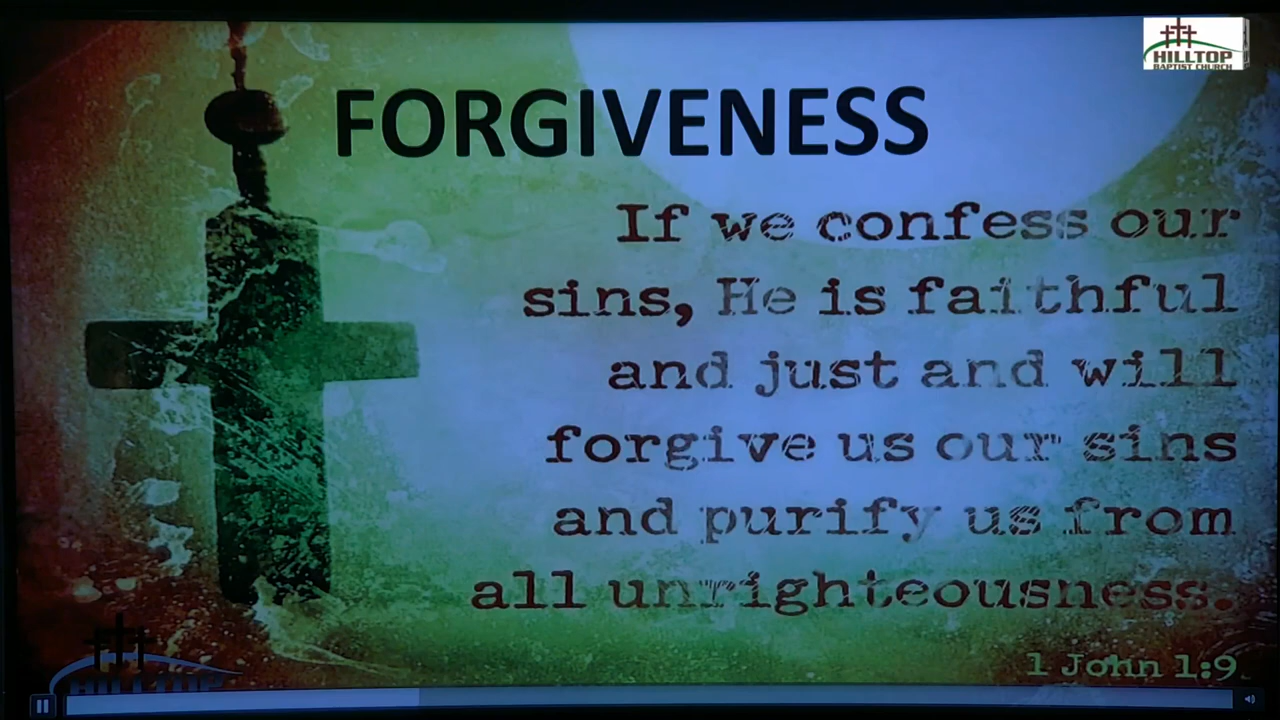 HILLTOP
BAPTIST CHURCH
FORGIVENESS
If we confess our
sins, He is faithful
and just and will
forgive us our sins
and purify us from
all unrighteousness.
1 John 1:9
HILLTOP